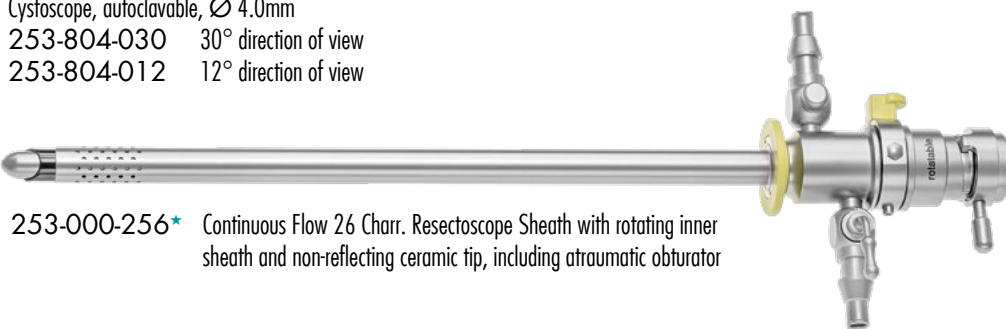 Cystoscope, autoclavable, Ø 4.0mm
253-804-030 30° direction of view
253-804-012 12° direction of view
rotatable
253-000-256★ Continuous Flow 26 Charr. Resectoscope Sheath with rotating inner
sheath and non-reflecting ceramic tip, including atraumatic obturator